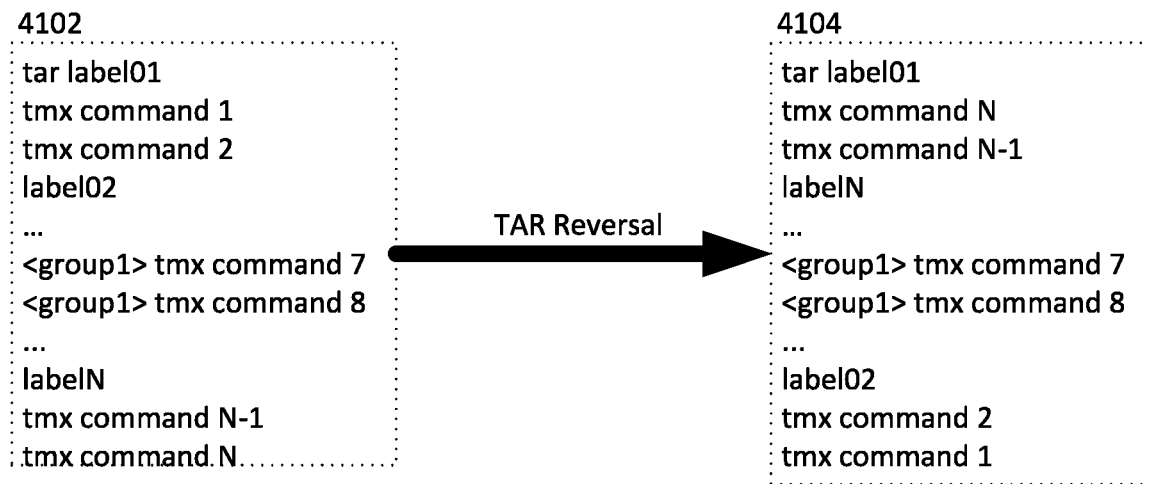 4102
tar label01
tmx command 1
tmx command 2
label02
...
<group1> tmx command 7
<group1> tmx command 8
...
labelN
tmx command N-1
tmx command N
TAR Reversal
4104
tar label01
tmx command N
tmx command N-1
labelN
...
<group1> tmx command 7
<group1> tmx command 8
...
label02
tmx command 2
tmx command 1